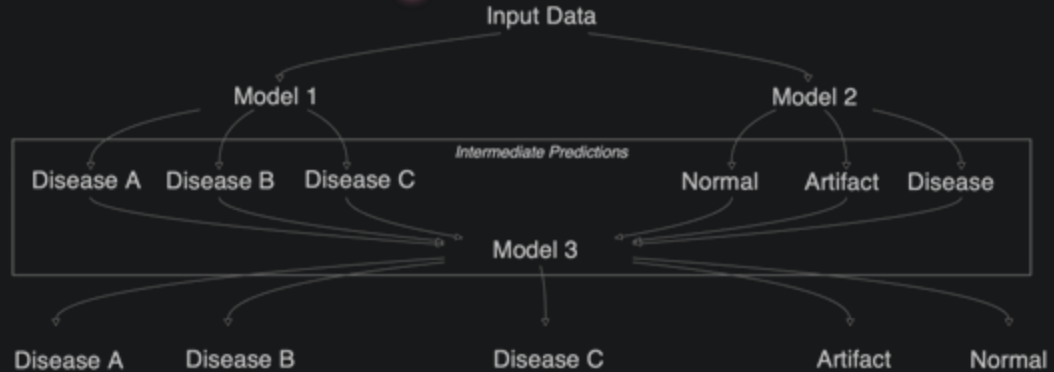 Input Data
Model 1
Model 2
Intermediate Predictions
Disease A
Disease B
Disease C
Normal
Artifact
Disease
Model 3
Disease A
Disease B
Disease C
Artifact
Normal